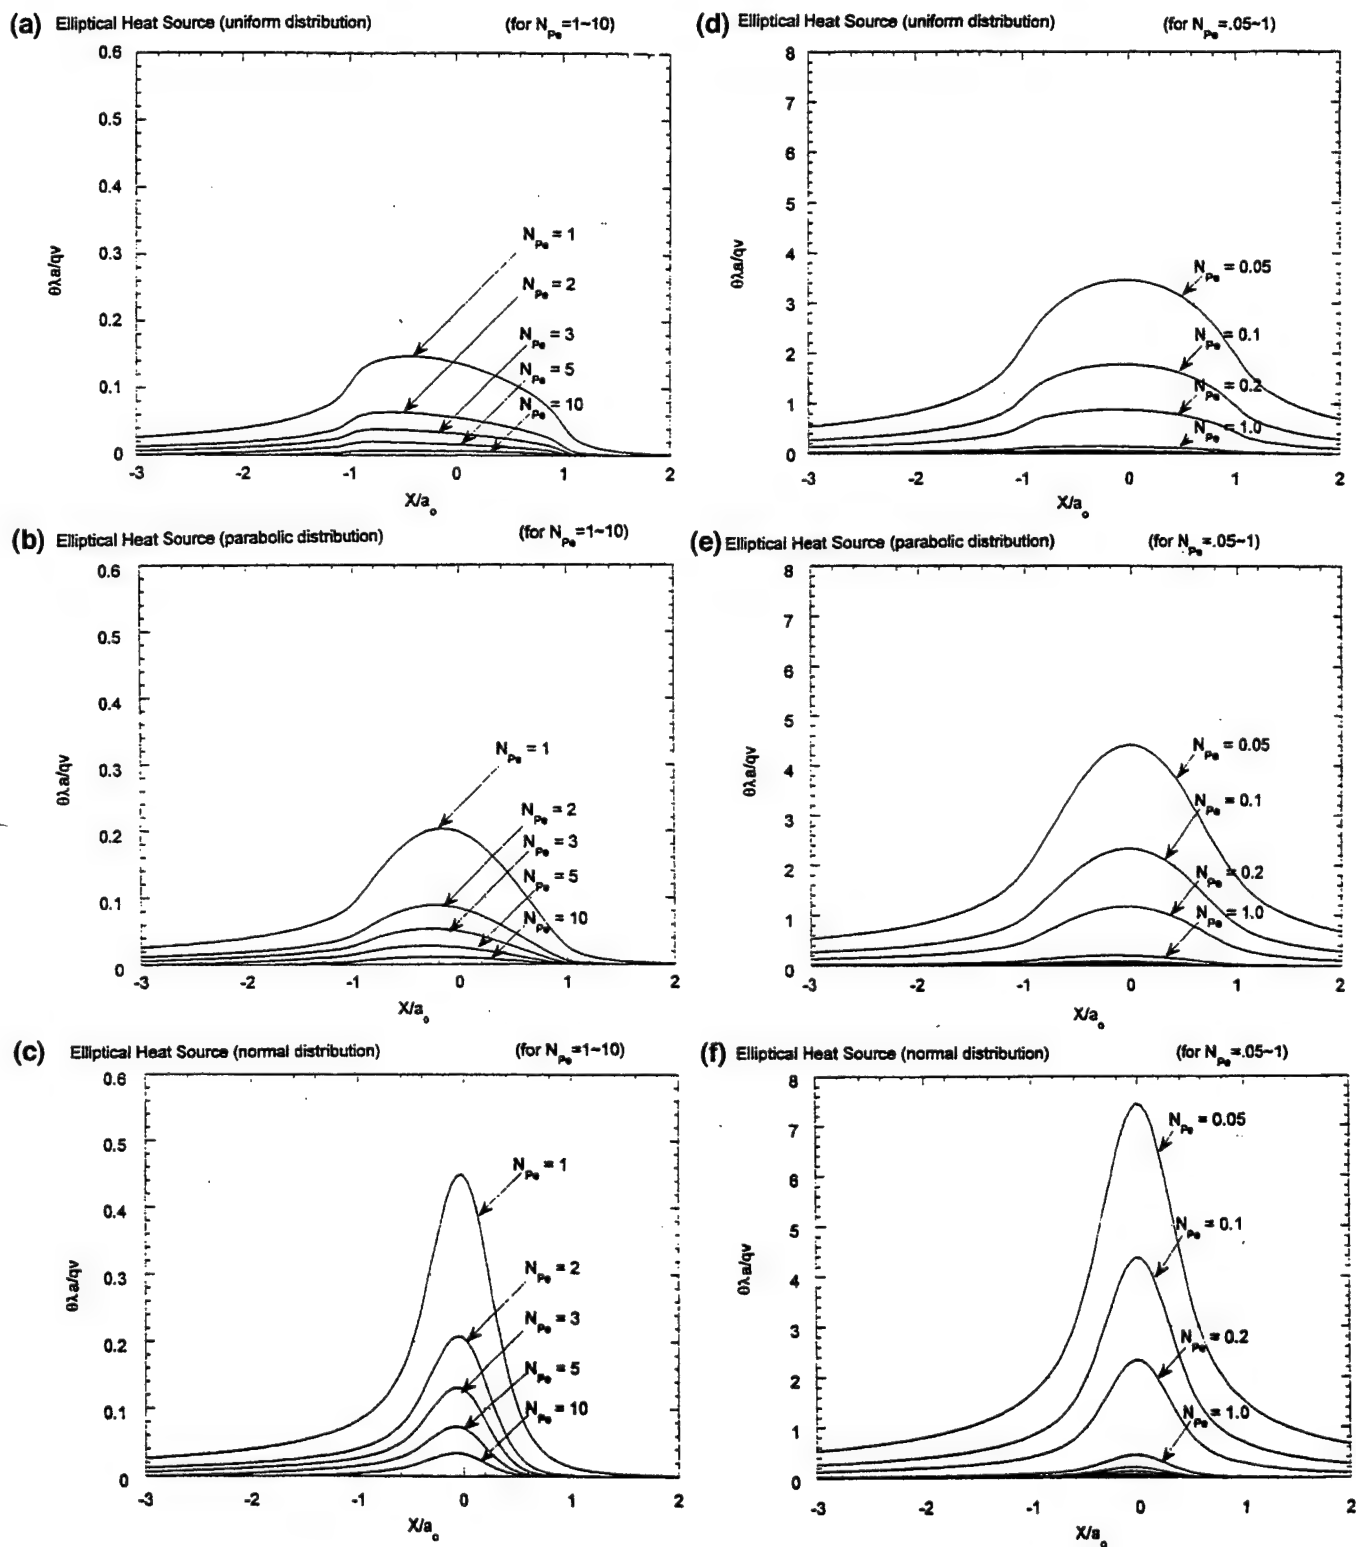 (a) Elliptical Heat Source (uniform distribution) (for N_Pe=1~10)
0.6
0.5
0.4
0.3
0.2
0.1
0
θλa/qv
N_Pe = 1
N_Pe = 2
N_Pe = 3
N_Pe = 5
N_Pe = 10
-3 -2 -1 0 1 2
X/a_o
(d) Elliptical Heat Source (uniform distribution) (for N_Pe=.05~1)
8
7
6
5
4
3
2
1
0
θλa/qv
N_Pe = 0.05
N_Pe = 0.1
N_Pe = 0.2
N_Pe = 1.0
-3 -2 -1 0 1 2
X/a_o
(b) Elliptical Heat Source (parabolic distribution) (for N_Pe=1~10)
0.6
0.5
0.4
0.3
0.2
0.1
0
θλa/qv
N_Pe = 1
N_Pe = 2
N_Pe = 3
N_Pe = 5
N_Pe = 10
-3 -2 -1 0 1 2
X/a_o
(e) Elliptical Heat Source (parabolic distribution) (for N_Pe=.05~1)
8
7
6
5
4
3
2
1
0
θλa/qv
N_Pe = 0.05
N_Pe = 0.1
N_Pe = 0.2
N_Pe = 1.0
-3 -2 -1 0 1 2
X/a_o
(c) Elliptical Heat Source (normal distribution) (for N_Pe=1~10)
0.6
0.5
0.4
0.3
0.2
0.1
0
θλa/qv
N_Pe = 1
N_Pe = 2
N_Pe = 3
N_Pe = 5
N_Pe = 10
-3 -2 -1 0 1 2
X/a_o
(f) Elliptical Heat Source (normal distribution) (for N_Pe=.05~1)
8
7
6
5
4
3
2
1
0
θλa/qv
N_Pe = 0.05
N_Pe = 0.1
N_Pe = 0.2
N_Pe = 1.0
-3 -2 -1 0 1 2
X/a_o